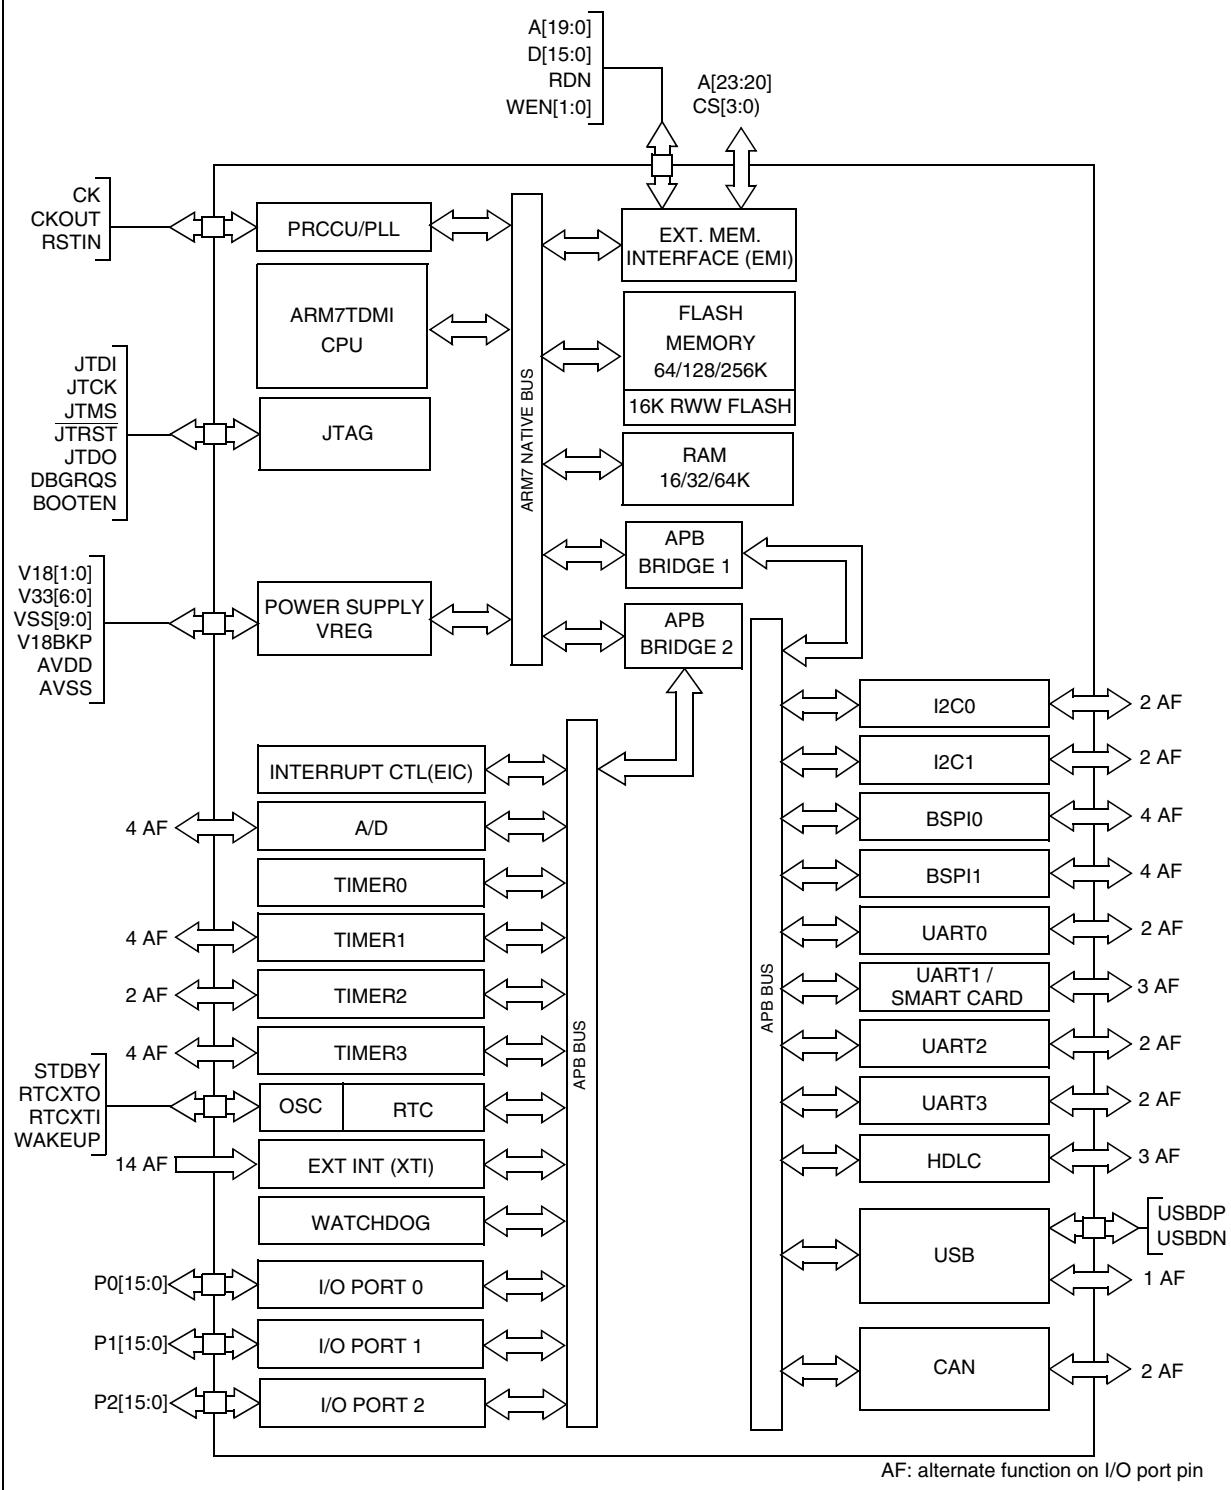 A[19:0]
D[15:0]
RDN
WEN[1:0]
A[23:20]
CS[3:0)
CK
CKOUT
RSTIN
PRCCU/PLL
EXT. MEM.
INTERFACE (EMI)
ARM7TDMI
CPU
FLASH
MEMORY
64/128/256K
16K RWW FLASH
JTDI
JTCK
JTMS
JTRST
JTDO
DBGRQS
BOOTEN
JTAG
ARM7 NATIVE BUS
RAM
16/32/64K
APB
BRIDGE 1
V18[1:0]
V33[6:0]
VSS[9:0]
V18BKP
AVDD
AVSS
POWER SUPPLY
VREG
APB
BRIDGE 2
INTERRUPT CTL(EIC)
4 AF
A/D
TIMER0
4 AF
TIMER1
2 AF
TIMER2
4 AF
TIMER3
STDBY
RTCXTO
RTCXTI
WAKEUP
OSC
RTC
14 AF
EXT INT (XTI)
WATCHDOG
P0[15:0]
I/O PORT 0
P1[15:0]
I/O PORT 1
P2[15:0]
I/O PORT 2
APB BUS
APB BUS
I2C0
2 AF
I2C1
2 AF
BSPI0
4 AF
BSPI1
4 AF
UART0
2 AF
UART1 /
SMART CARD
3 AF
UART2
2 AF
UART3
2 AF
HDLC
3 AF
USB
USBDP
USBDN
1 AF
CAN
2 AF
AF: alternate function on I/O port pin